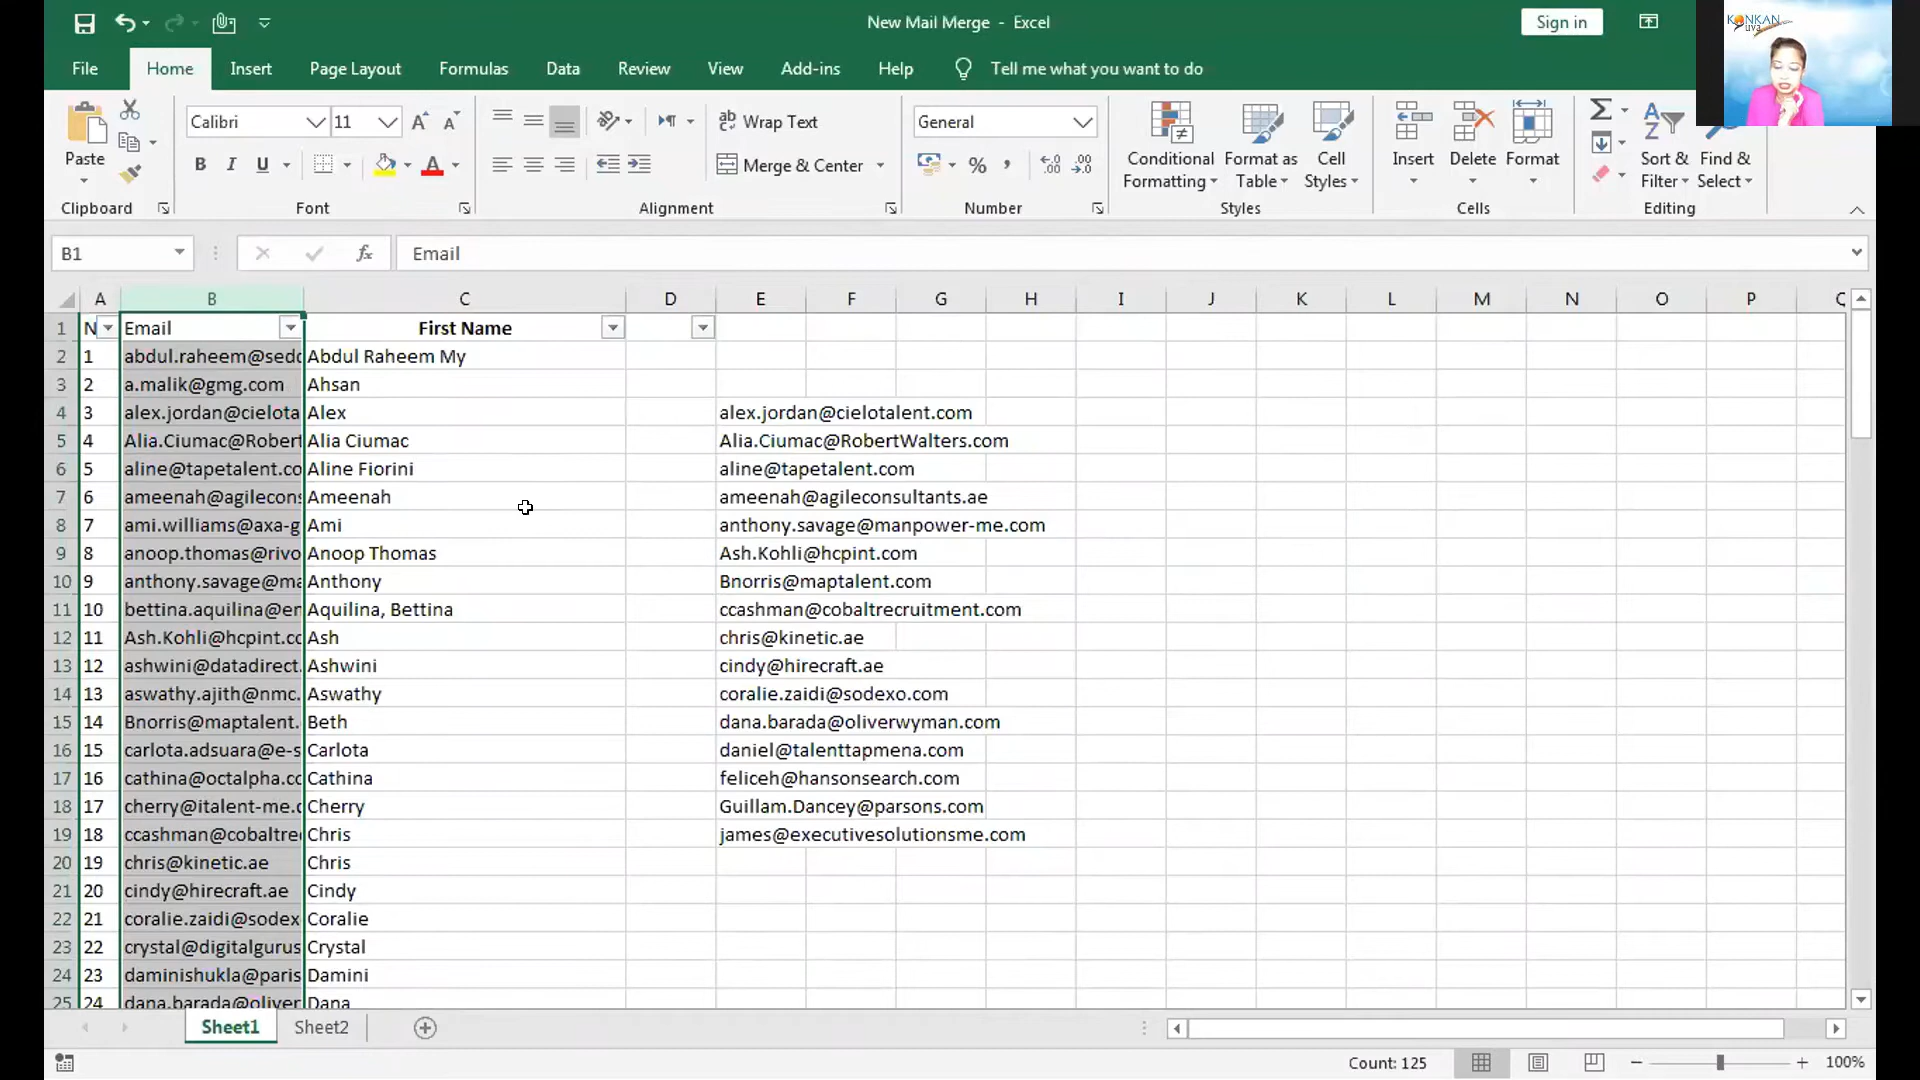 New Mail Merge - Excel
Sign in
KONKAN
uva
File Home Insert Page Layout Formulas Data Review View Add-ins Help Tell me what you want to do
Paste
Clipboard
Calibri 11
B I U A
Font
Wrap Text
Merge & Center
Alignment
General
Number
Conditional Formatting
Format as Table
Cell Styles
Styles
Insert Delete Format
Cells
Sort & Filter
Find & Select
Editing
B1 fx Email
A B C D E F G H I J K L M N O P
1 N Email First Name
2 1 abdul.raheem@sed Abdul Raheem My
3 2 a.malik@gmg.com Ahsan
4 3 alex.jordan@cielota Alex alex.jordan@cielotalent.com
5 4 Alia.Ciumac@Robert Alia Ciumac Alia.Ciumac@RobertWalters.com
6 5 aline@tapetalent.co Aline Fiorini aline@tapetalent.com
7 6 ameenah@agilecons Ameenah ameenah@agileconsultants.ae
8 7 ami.williams@axa-g Ami anthony.savage@manpower-me.com
9 8 anoop.thomas@rivo Anoop Thomas Ash.Kohli@hcpint.com
10 9 anthony.savage@ma Anthony Bnorris@maptalent.com
11 10 bettina.aquilina@en Aquilina, Bettina ccashman@cobaltrecruitment.com
12 11 Ash.Kohli@hcpint.co Ash chris@kinetic.ae
13 12 ashwini@datadirect. Ashwini cindy@hirecraft.ae
14 13 aswathy.ajith@nmc. Aswathy coralie.zaidi@sodexo.com
15 14 Bnorris@maptalent. Beth dana.barada@oliverwyman.com
16 15 carlota.adsuara@e-s Carlota daniel@talenttapmena.com
17 16 cathina@octalpha.co Cathina feliceh@hansonsearch.com
18 17 cherry@italent-me.c Cherry Guillam.Dancey@parsons.com
19 18 ccashman@cobaltre Chris james@executivesolutionsme.com
20 19 chris@kinetic.ae Chris
21 20 cindy@hirecraft.ae Cindy
22 21 coralie.zaidi@sodex Coralie
23 22 crystal@digitalgurus Crystal
24 23 daminishukla@paris Damini
25 24 dana.barada@oliver Dana
Sheet1 Sheet2
Count: 125 100%